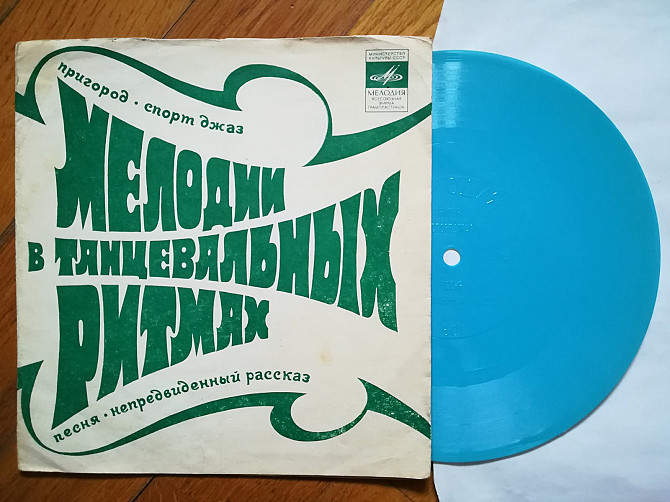 пригород · спорт джаз
МЕЛОДИИ
В ТАНЦЕВАЛЬНЫХ
РИТМАХ
песня · непредвиденный рассказ
МИНИСТЕРСТВО
КУЛЬТУРЫ СССР
МЕЛОДИЯ
ВСЕСОЮЗНАЯ
ФИРМА
ГРАМПЛАСТИНОК